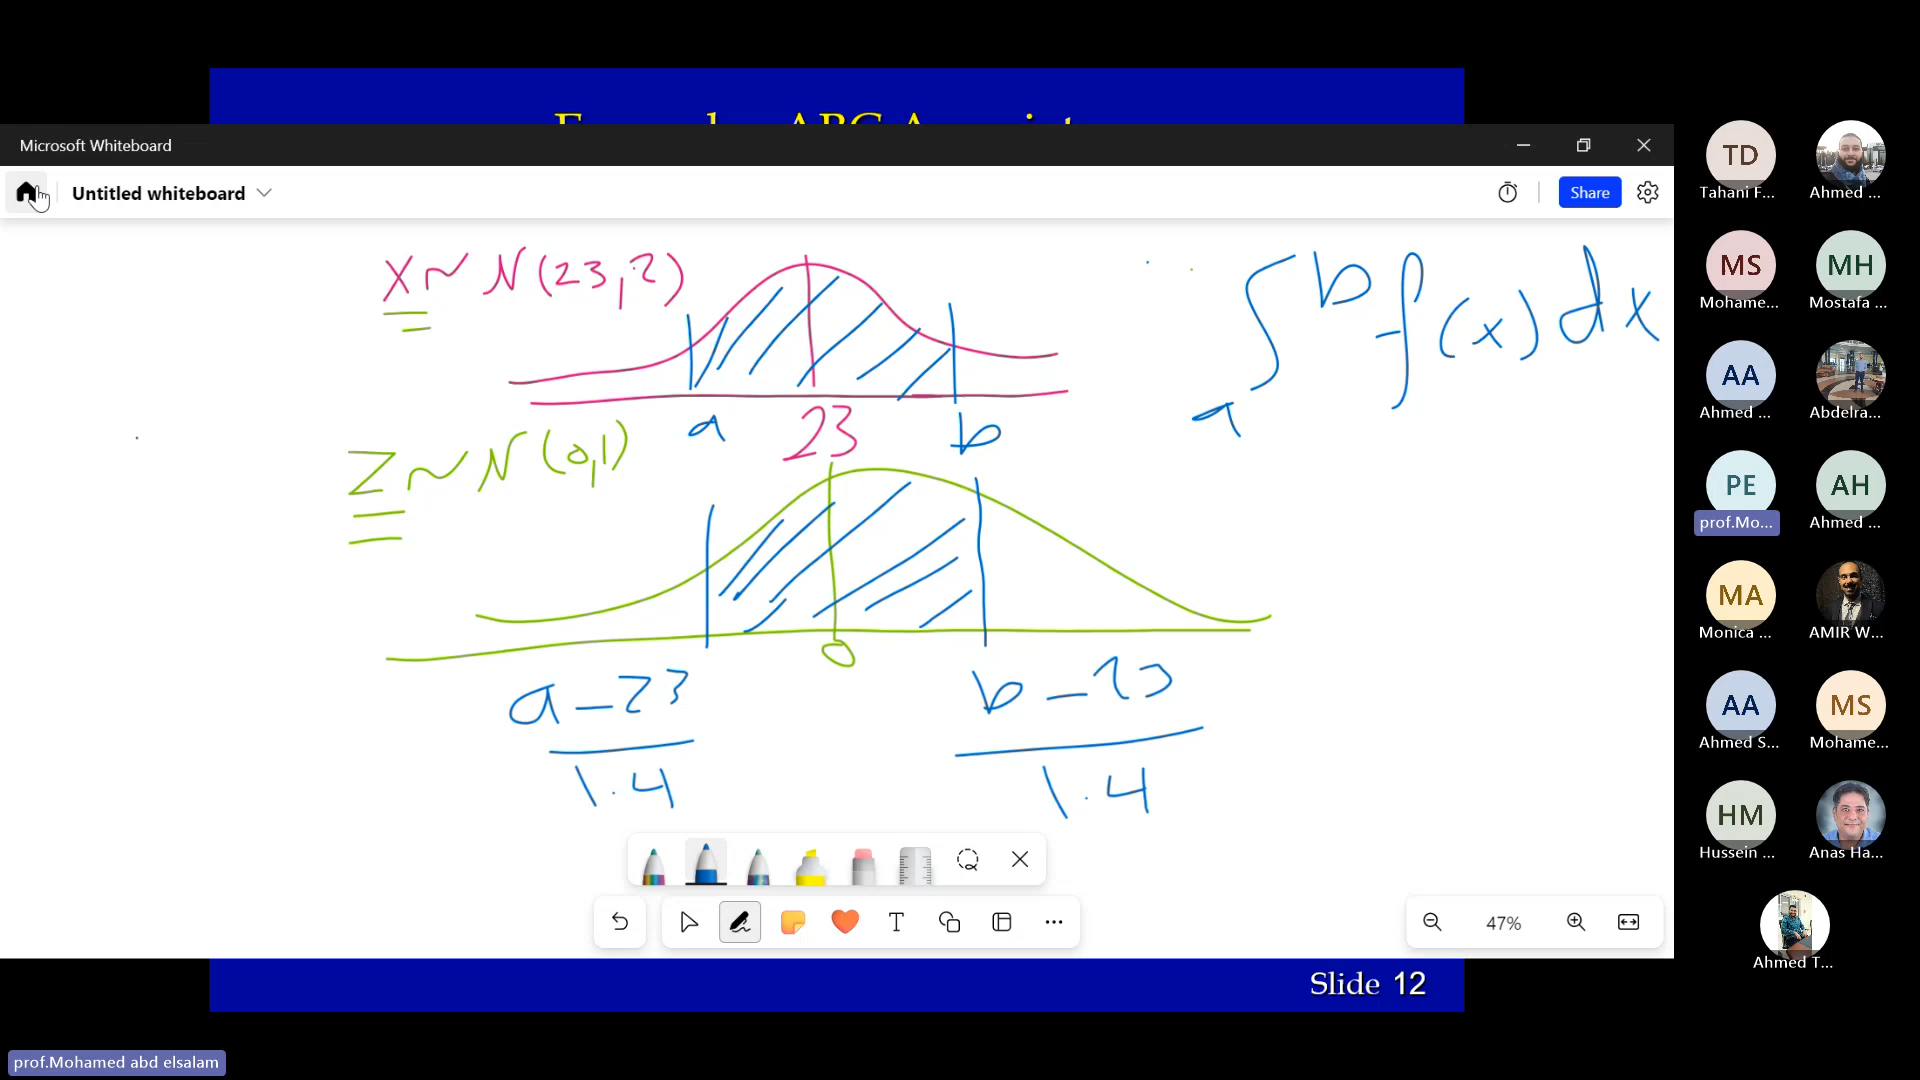 Microsoft Whiteboard
Untitled whiteboard
Share
X ~ N(23,2)
a
23
b
∫ₐᵇ f(x) dx
Z ~ N(0,1)
0
a - 23
1.4
b - 23
1.4
47%
Slide 12
prof.Mohamed abd elsalam
TD
Tahani F...
Ahmed ...
MS
Mohame...
MH
Mostafa ...
AA
Ahmed ...
Abdelra...
PE
prof.Mo...
AH
Ahmed ...
MA
Monica ...
AMIR W...
AA
Ahmed S...
MS
Mohame...
HM
Hussein ...
Anas Ha...
Ahmed T...